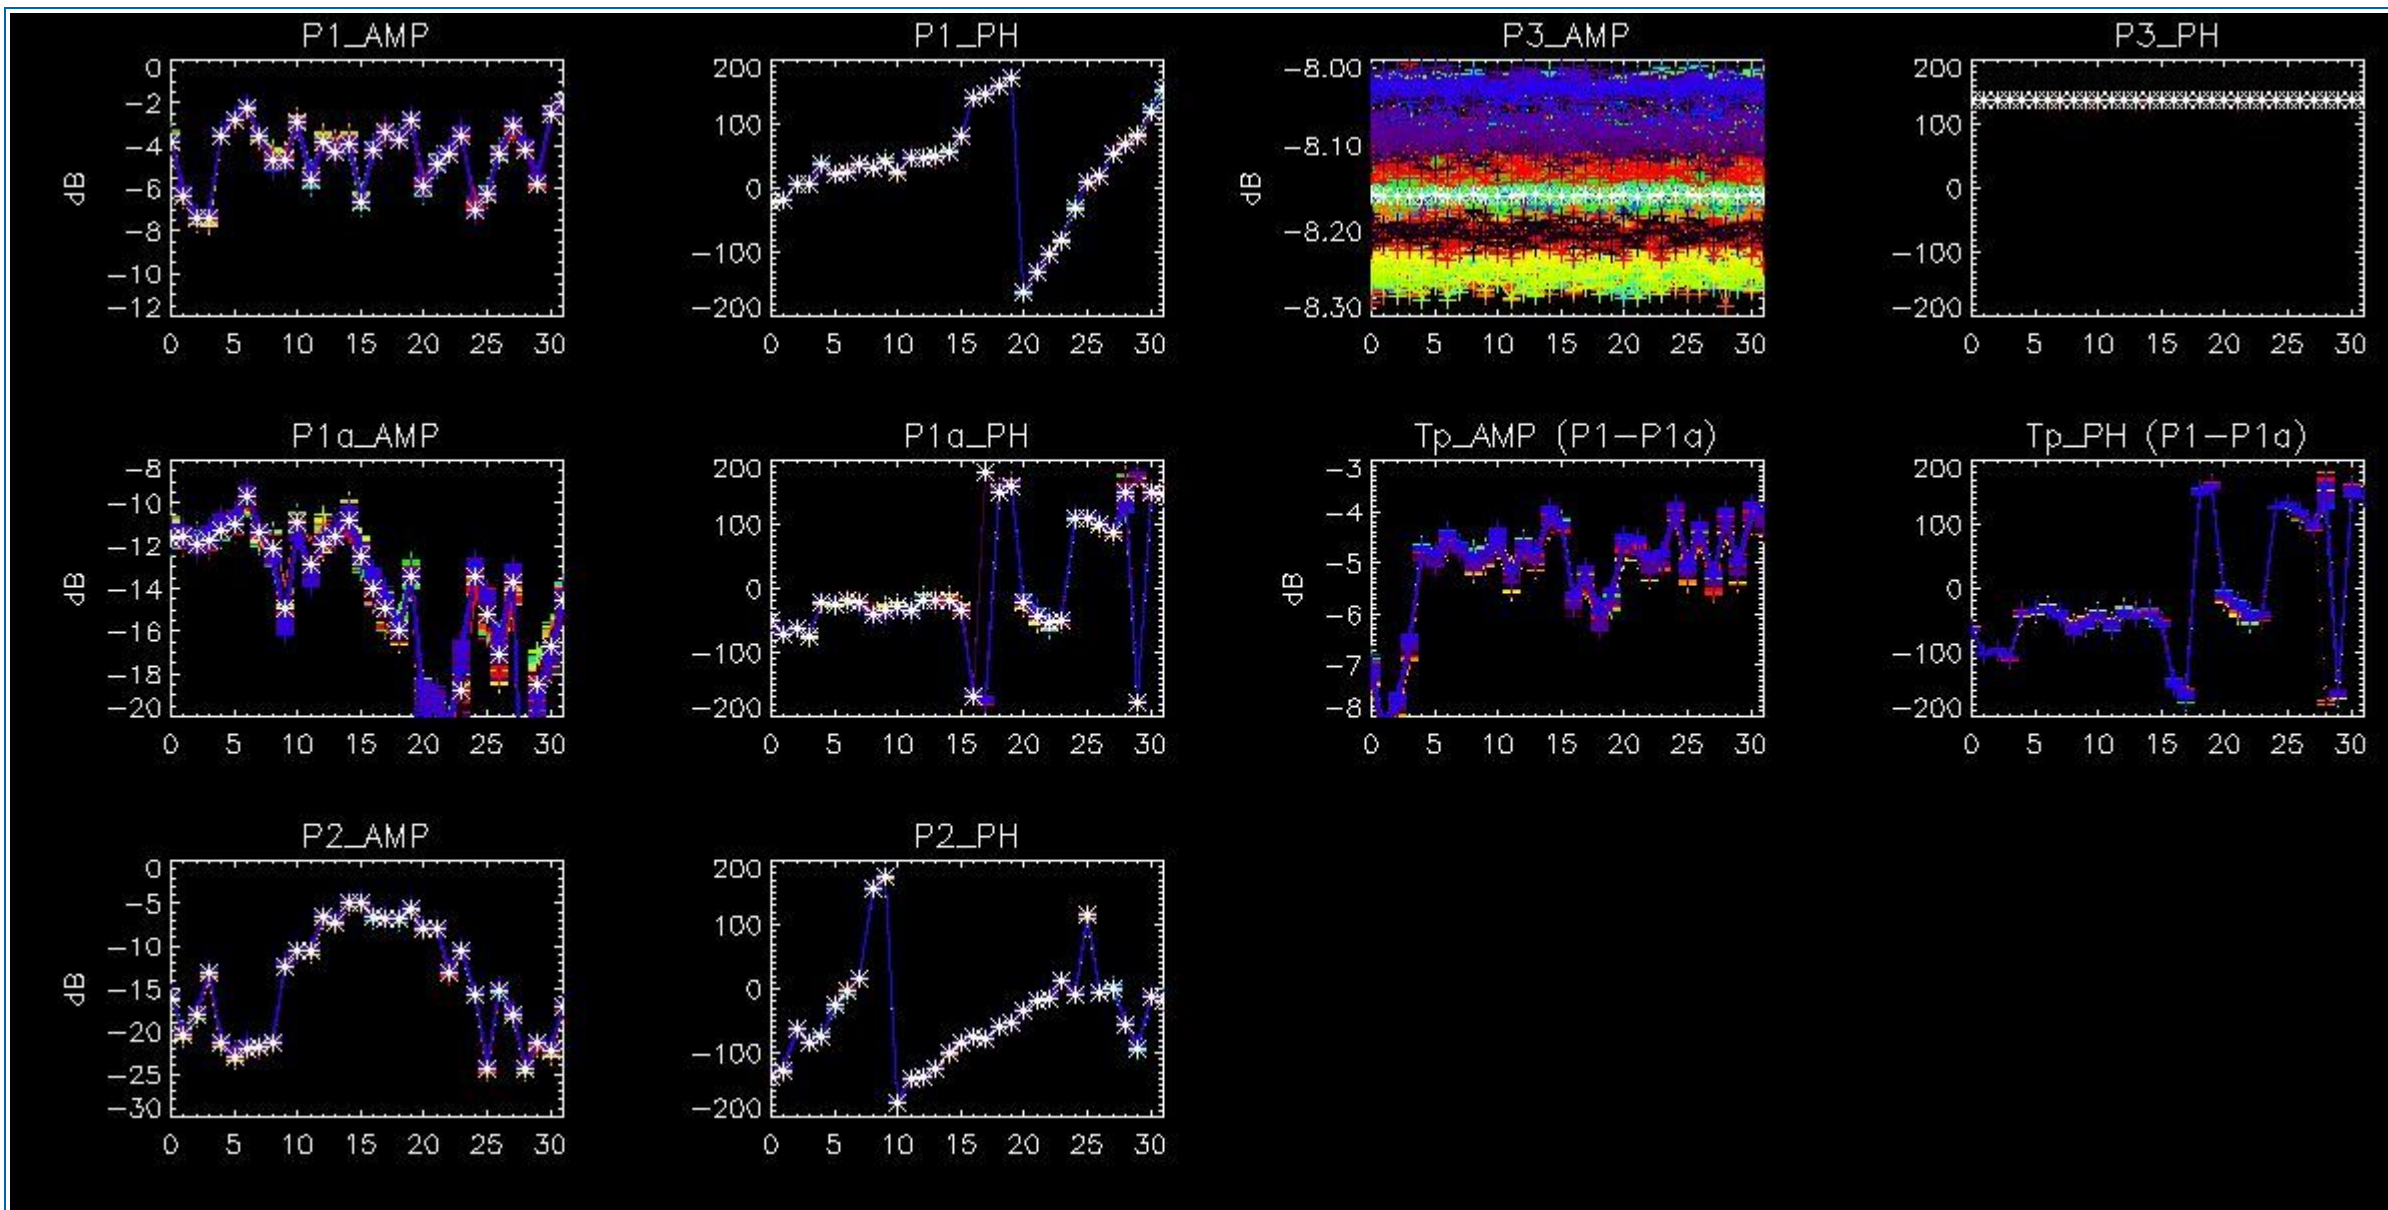 P1_AMP
0
−2
−4
−6
−8
−10
−12
dB
0 5 10 15 20 25 30
P1_PH
200
100
0
−100
−200
0 5 10 15 20 25 30
P3_AMP
−8.00
−8.10
−8.20
−8.30
dB
0 5 10 15 20 25 30
P3_PH
200
100
0
−100
−200
0 5 10 15 20 25 30
P1a_AMP
−8
−10
−12
−14
−16
−18
−20
dB
0 5 10 15 20 25 30
P1a_PH
200
100
0
−100
−200
0 5 10 15 20 25 30
Tp_AMP (P1−P1a)
−3
−4
−5
−6
−7
−8
dB
0 5 10 15 20 25 30
Tp_PH (P1−P1a)
200
100
0
−100
−200
0 5 10 15 20 25 30
P2_AMP
0
−5
−10
−15
−20
−25
−30
dB
0 5 10 15 20 25 30
P2_PH
200
100
0
−100
−200
0 5 10 15 20 25 30